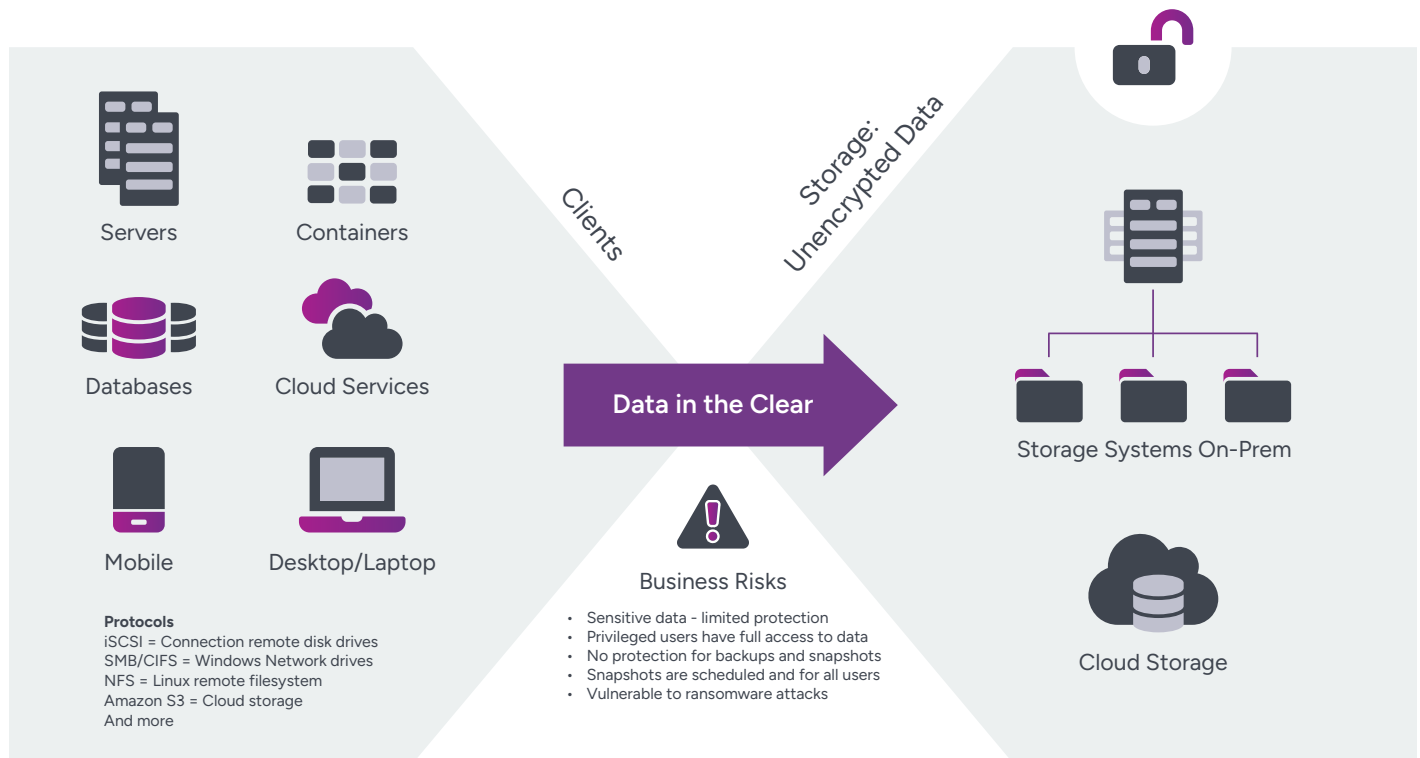 Servers
Containers
Databases
Cloud Services
Mobile
Desktop/Laptop
Protocols
iSCSI = Connection remote disk drives
SMB/CIFS = Windows Network drives
NFS = Linux remote filesystem
Amazon S3 = Cloud storage
And more
Clients
Data in the Clear
Business Risks
• Sensitive data - limited protection
• Privileged users have full access to data
• No protection for backups and snapshots
• Snapshots are scheduled and for all users
• Vulnerable to ransomware attacks
Storage:
Unencrypted Data
Storage Systems On-Prem
Cloud Storage